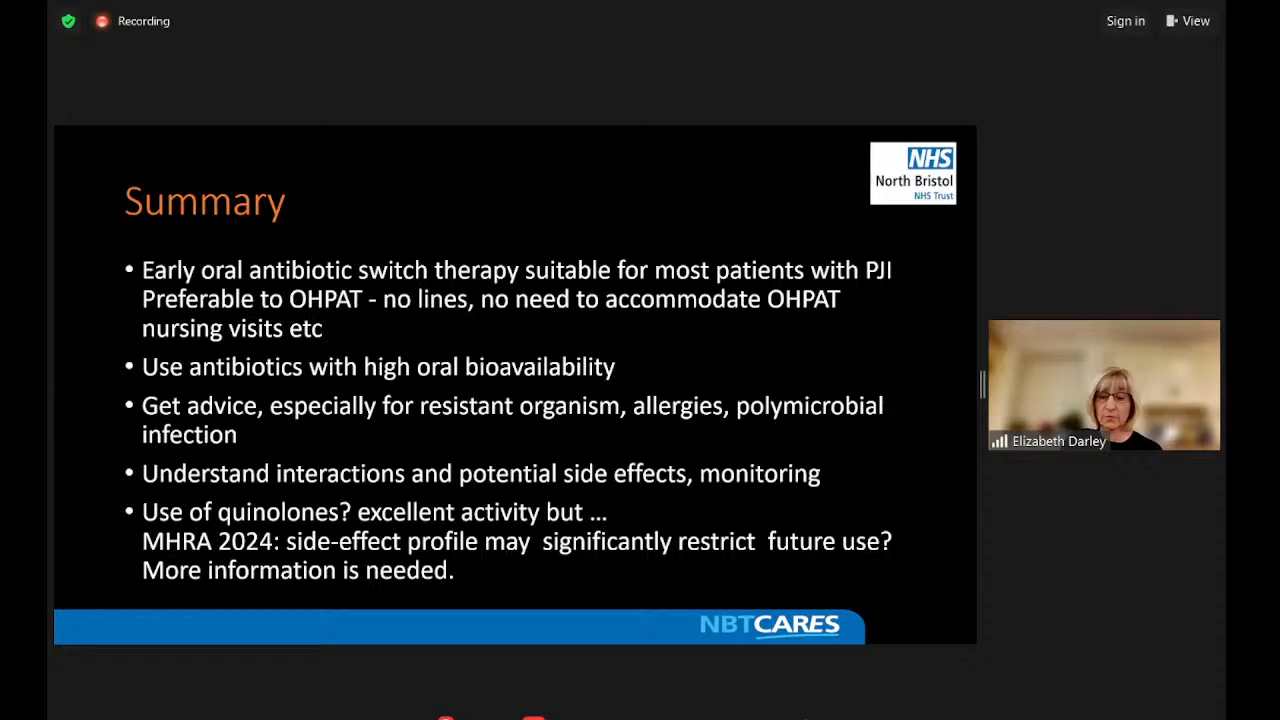 Recording
Sign in
View
NHS
North Bristol
NHS Trust
Summary
• Early oral antibiotic switch therapy suitable for most patients with PJI
Preferable to OHPAT - no lines, no need to accommodate OHPAT
nursing visits etc
• Use antibiotics with high oral bioavailability
• Get advice, especially for resistant organism, allergies, polymicrobial
infection
• Understand interactions and potential side effects, monitoring
• Use of quinolones? excellent activity but ...
MHRA 2024: side-effect profile may significantly restrict future use?
More information is needed.
Elizabeth Darley
NBTCARES